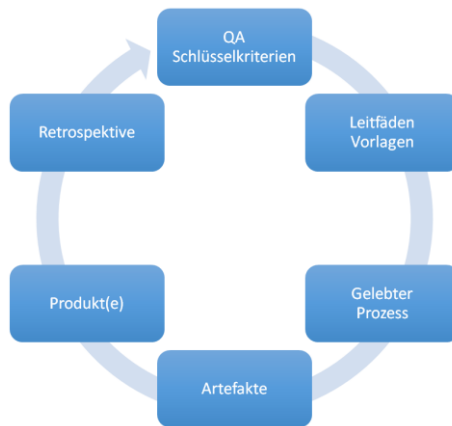 QA
Schlüsselkriterien
Leitfäden
Vorlagen
Gelebter
Prozess
Artefakte
Produkt(e)
Retrospektive